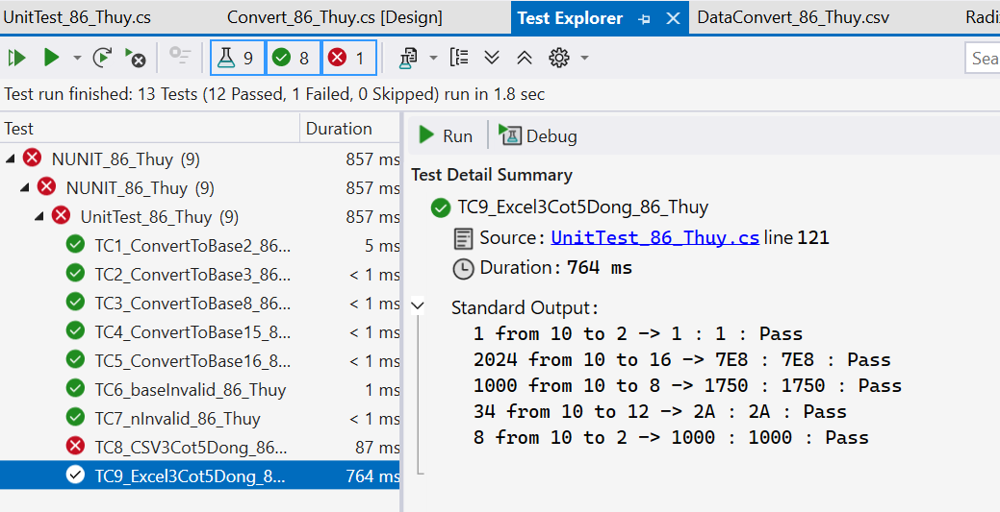 UnitTest_86_Thuy.cs Convert_86_Thuy.cs [Design] Test Explorer DataConvert_86_Thuy.csv Radi
9 8 1 Sea
Test run finished: 13 Tests (12 Passed, 1 Failed, 0 Skipped) run in 1.8 sec
Test Duration
NUNIT_86_Thuy (9) 857 ms
NUNIT_86_Thuy (9) 857 ms
UnitTest_86_Thuy (9) 857 ms
TC1_ConvertToBase2_86... 5 ms
TC2_ConvertToBase3_86... < 1 ms
TC3_ConvertToBase8_86... < 1 ms
TC4_ConvertToBase15_8... < 1 ms
TC5_ConvertToBase16_8... < 1 ms
TC6_baseInvalid_86_Thuy 1 ms
TC7_nInvalid_86_Thuy < 1 ms
TC8_CSV3Cot5Dong_86... 87 ms
TC9_Excel3Cot5Dong_8... 764 ms
Run Debug
Test Detail Summary
TC9_Excel3Cot5Dong_86_Thuy
Source: UnitTest_86_Thuy.cs line 121
Duration: 764 ms
Standard Output:
1 from 10 to 2 -> 1 : 1 : Pass
2024 from 10 to 16 -> 7E8 : 7E8 : Pass
1000 from 10 to 8 -> 1750 : 1750 : Pass
34 from 10 to 12 -> 2A : 2A : Pass
8 from 10 to 2 -> 1000 : 1000 : Pass